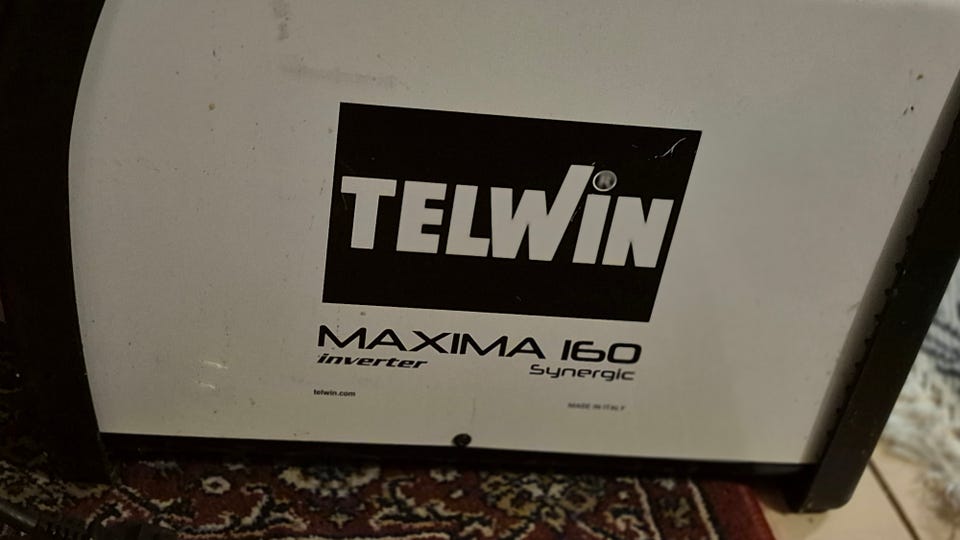 TELWIN
MAXIMA 160
inverter
Synergic
telwin.com
MADE IN ITALY